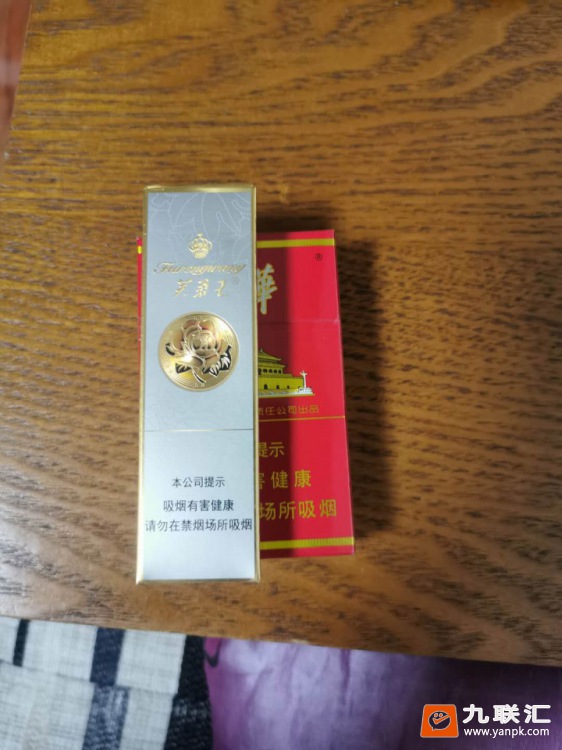 Furongwang
芙蓉王
®
本公司提示
吸烟有害健康
请勿在禁烟场所吸烟
®
華
责任公司出品
提示
害健康
场所吸烟
九联汇
www.yanpk.com